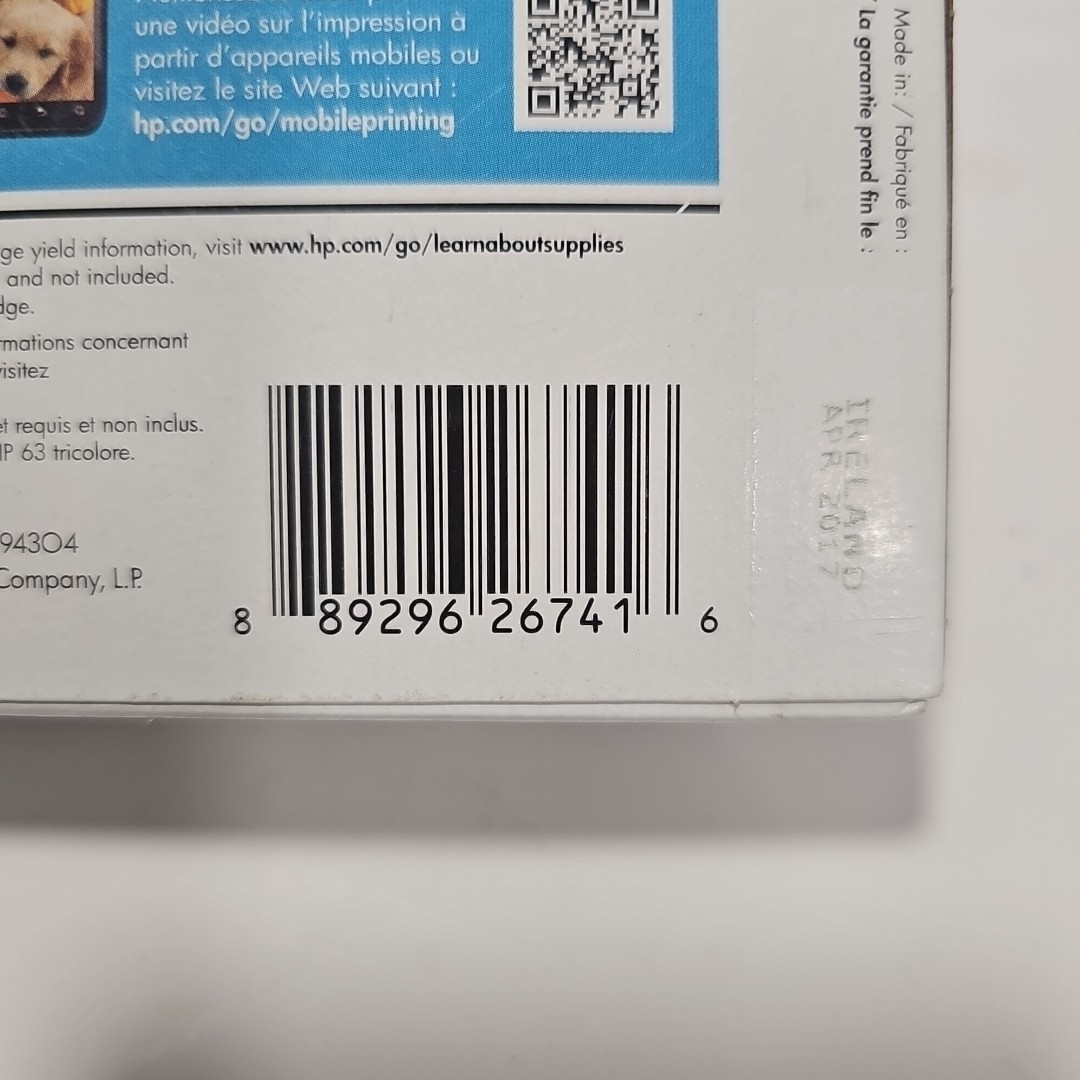 une vidéo sur l'impression à
partir d'appareils mobiles ou
visitez le site Web suivant :
hp.com/go/mobileprinting
ge yield information, visit www.hp.com/go/learnaboutsupplies
and not included.
dge.
rmations concernant
visitez
et requis et non inclus.
HP 63 tricolore.
94304
Company, L.P.
8 89296 26741 6
Made in: / Fabriqué en :
/ La garantie prend fin le :
IRELAND
APR 2017